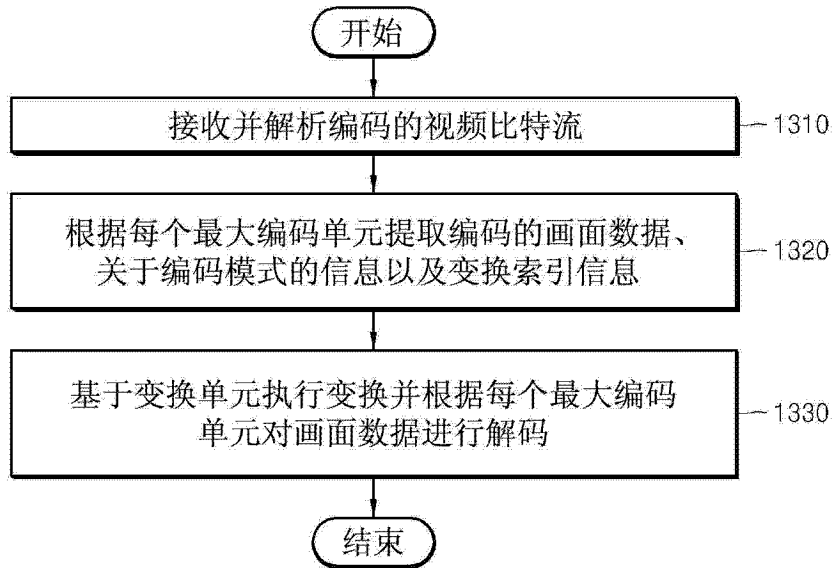 开始
接收并解析编码的视频比特流
1310
根据每个最大编码单元提取编码的画面数据、
关于编码模式的信息以及变换索引信息
1320
基于变换单元执行变换并根据每个最大编码
单元对画面数据进行解码
1330
结束